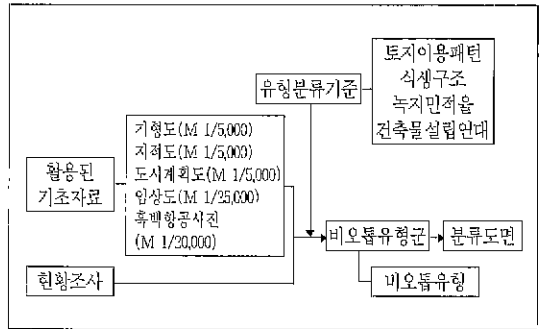 토지이용패턴
식생구조
녹지면적율
건축물설립연대
유형분류기준
지형도(M 1/5,000)
지적도(M 1/5,000)
도시계획도(M 1/5,000)
임상도(M 1/25,000)
흑백항공사진
(M 1/20,000)
활용된
기초자료
비오톱유형군
분류도면
현황조사
비오톱유형